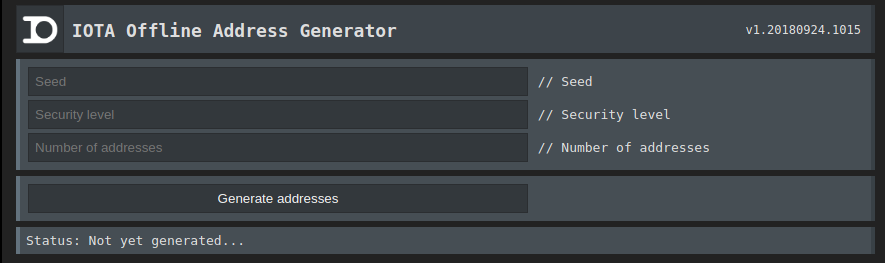 IOTA Offline Address Generator v1.20180924.1015
Seed // Seed
Security level // Security level
Number of addresses // Number of addresses
Generate addresses
Status: Not yet generated...